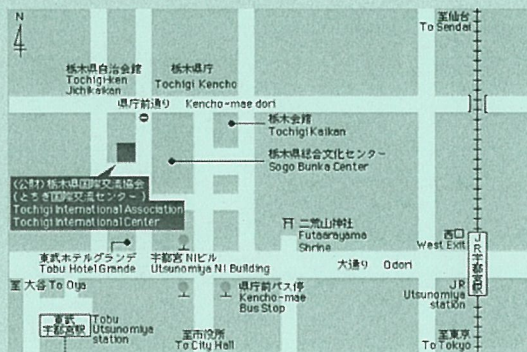 N
至仙台
To Sendai
栃木県自治会館
Tochigi-ken
Jichikaikan
栃木県庁
Tochigi Kencho
県庁前通り Kencho-mae dori
栃木会館
Tochigi Kaikan
栃木県総合文化センター
Sogo Bunka Center
(公財)栃木県国際交流協会
(とちぎ国際交流センター)
Tochigi International Association
Tochigi International Center
二荒山神社
Futaarayama
Shrine
西口
West Exit
JR宇都宮駅
東武ホテルグランデ
Tobu Hotel Grande
宇都宮 NIビル
Utsunomiya NI Building
大通り Odori
至 大谷 To Oya
県庁前バス停
Kencho-mae
Bus Stop
JR
Utsunomiya
station
東武
宇都宮駅
Tobu
Utsunomiya
station
至市役所
To City Hall
至東京
To Tokyo